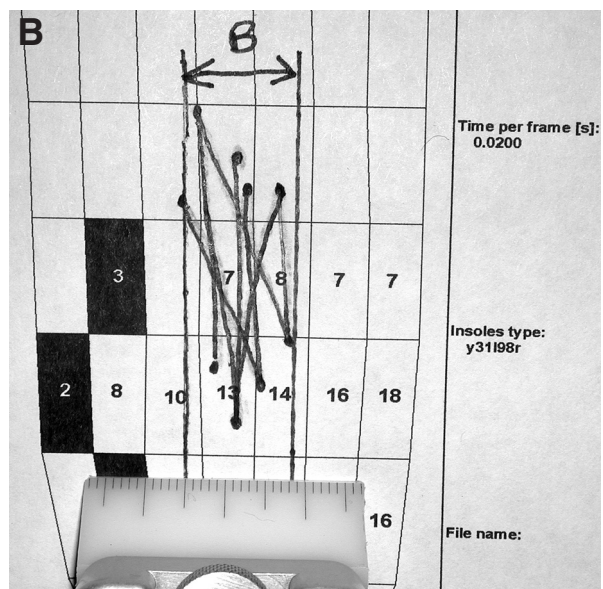 B
B
Time per frame [s]:
0.0200
3 7 8 7 7
Insoles type:
y31l98r
2 8 10 13 14 16 18
16
File name: